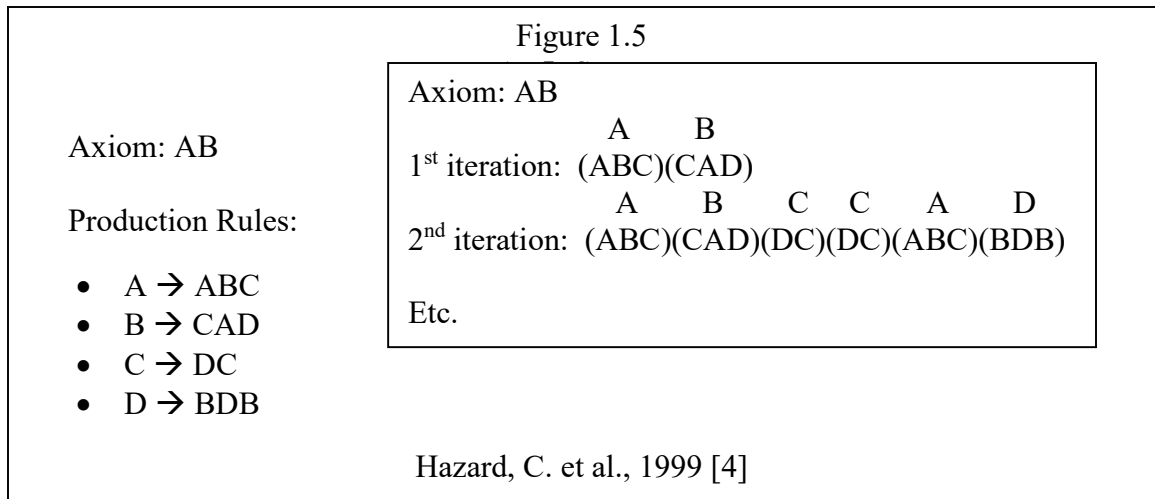 Figure 1.5
Axiom: AB
Production Rules:
• A → ABC
• B → CAD
• C → DC
• D → BDB
Axiom: AB
A B
1st iteration: (ABC)(CAD)
A B C C A D
2nd iteration: (ABC)(CAD)(DC)(DC)(ABC)(BDB)
Etc.
Hazard, C. et al., 1999 [4]